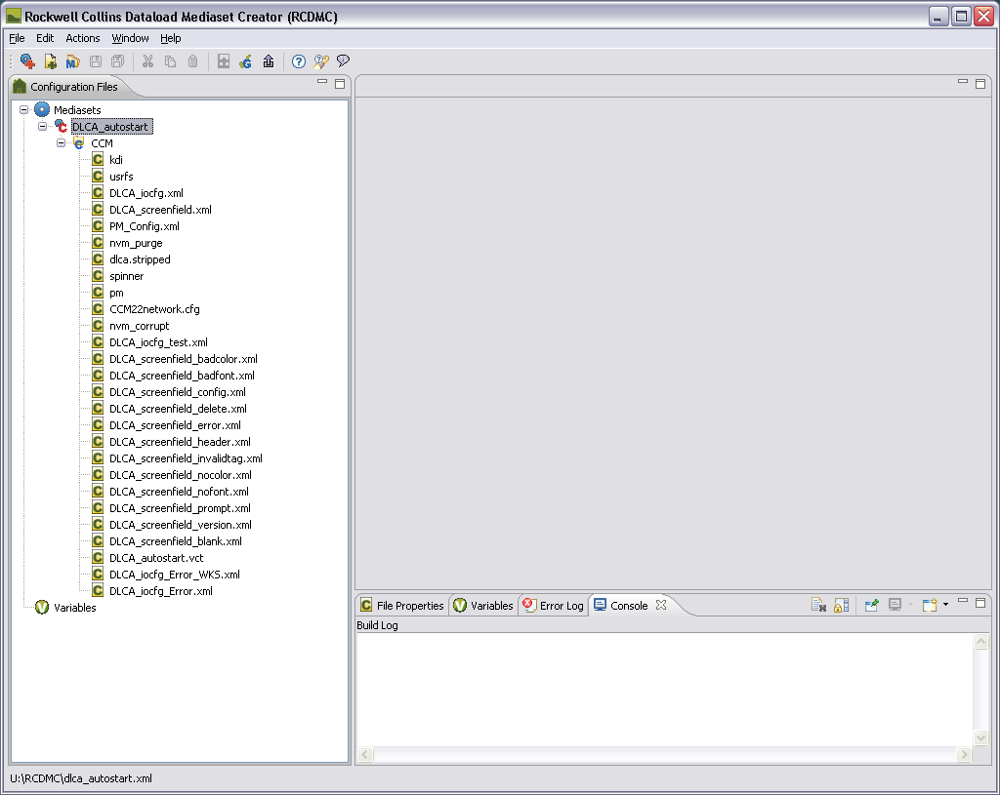 Rockwell Collins Dataload Mediaset Creator (RCDMC)
File Edit Actions Window Help
Configuration Files
Mediasets
DLCA_autostart
CCM
kdi
usrfs
DLCA_iocfg.xml
DLCA_screenfield.xml
PM_Config.xml
nvm_purge
dlca.stripped
spinner
pm
CCM22network.cfg
nvm_corrupt
DLCA_iocfg_test.xml
DLCA_screenfield_badcolor.xml
DLCA_screenfield_badfont.xml
DLCA_screenfield_config.xml
DLCA_screenfield_delete.xml
DLCA_screenfield_error.xml
DLCA_screenfield_header.xml
DLCA_screenfield_invalidtag.xml
DLCA_screenfield_nocolor.xml
DLCA_screenfield_nofont.xml
DLCA_screenfield_prompt.xml
DLCA_screenfield_version.xml
DLCA_screenfield_blank.xml
DLCA_autostart.vct
DLCA_iocfg_Error_WKS.xml
DLCA_iocfg_Error.xml
Variables
File Properties Variables Error Log Console
Build Log
U:\RCDMC\dlca_autostart.xml